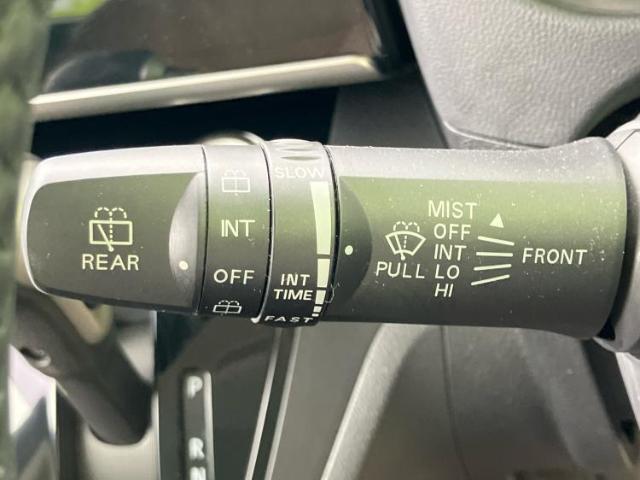 REAR
INT
OFF
SLOW
INT
TIME
FAST
PULL
MIST
OFF
INT
LO
HI
FRONT
P
R
N